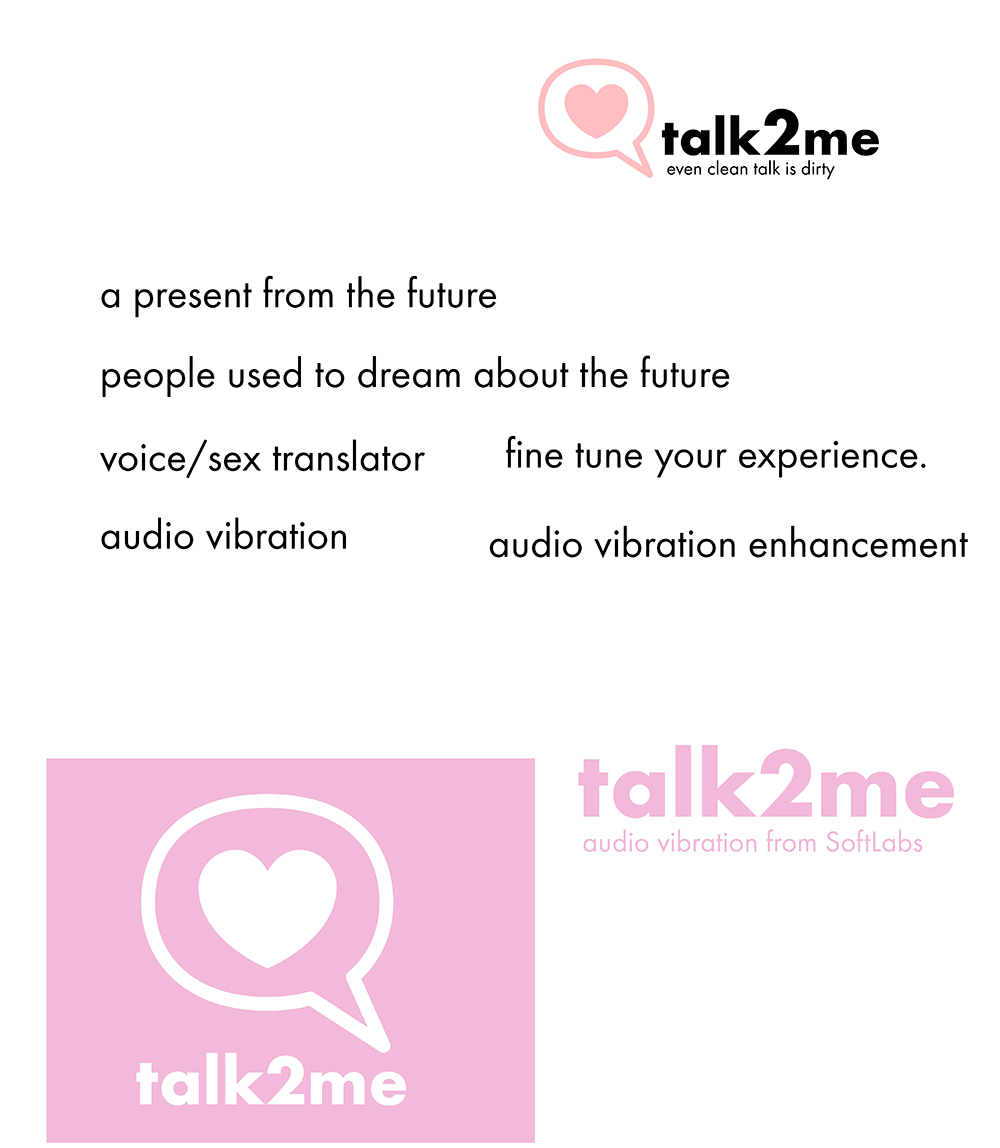 talk2me
even clean talk is dirty
a present from the future
people used to dream about the future
voice/sex translator
fine tune your experience.
audio vibration
audio vibration enhancement
talk2me
audio vibration from SoftLabs
talk2me